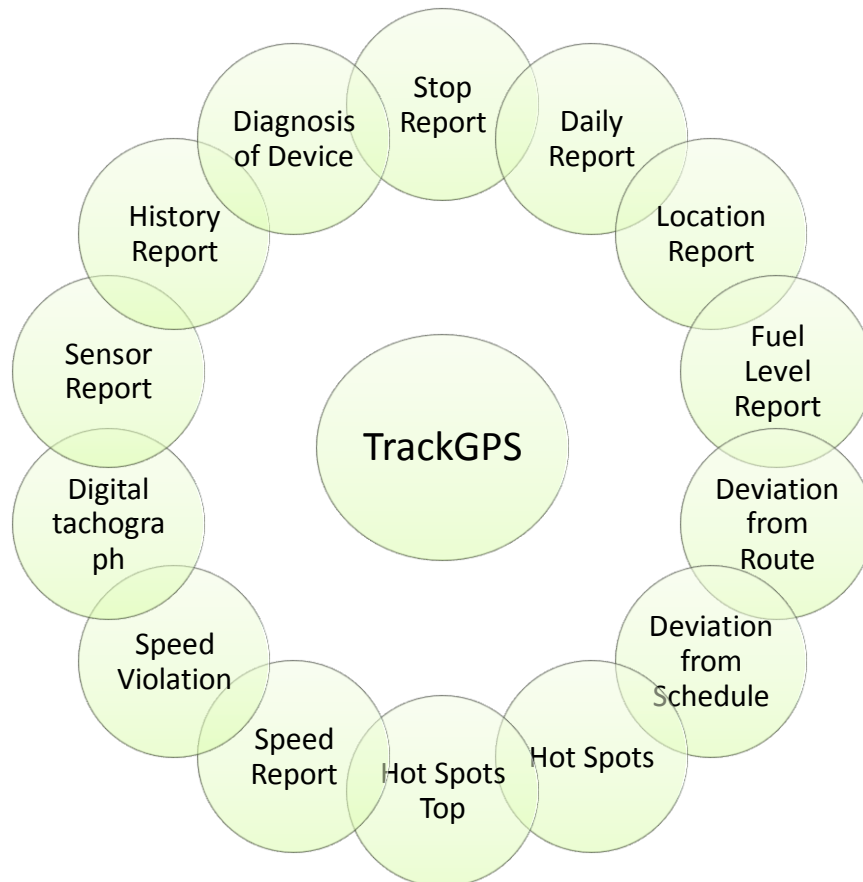 Stop
Report
Daily
Report
Location
Report
Fuel
Level
Report
Deviation
from
Route
Deviation
from
Schedule
Hot Spots
Hot Spots
Top
Speed
Report
Speed
Violation
Digital
tachogra
ph
Sensor
Report
History
Report
Diagnosis
of Device
TrackGPS